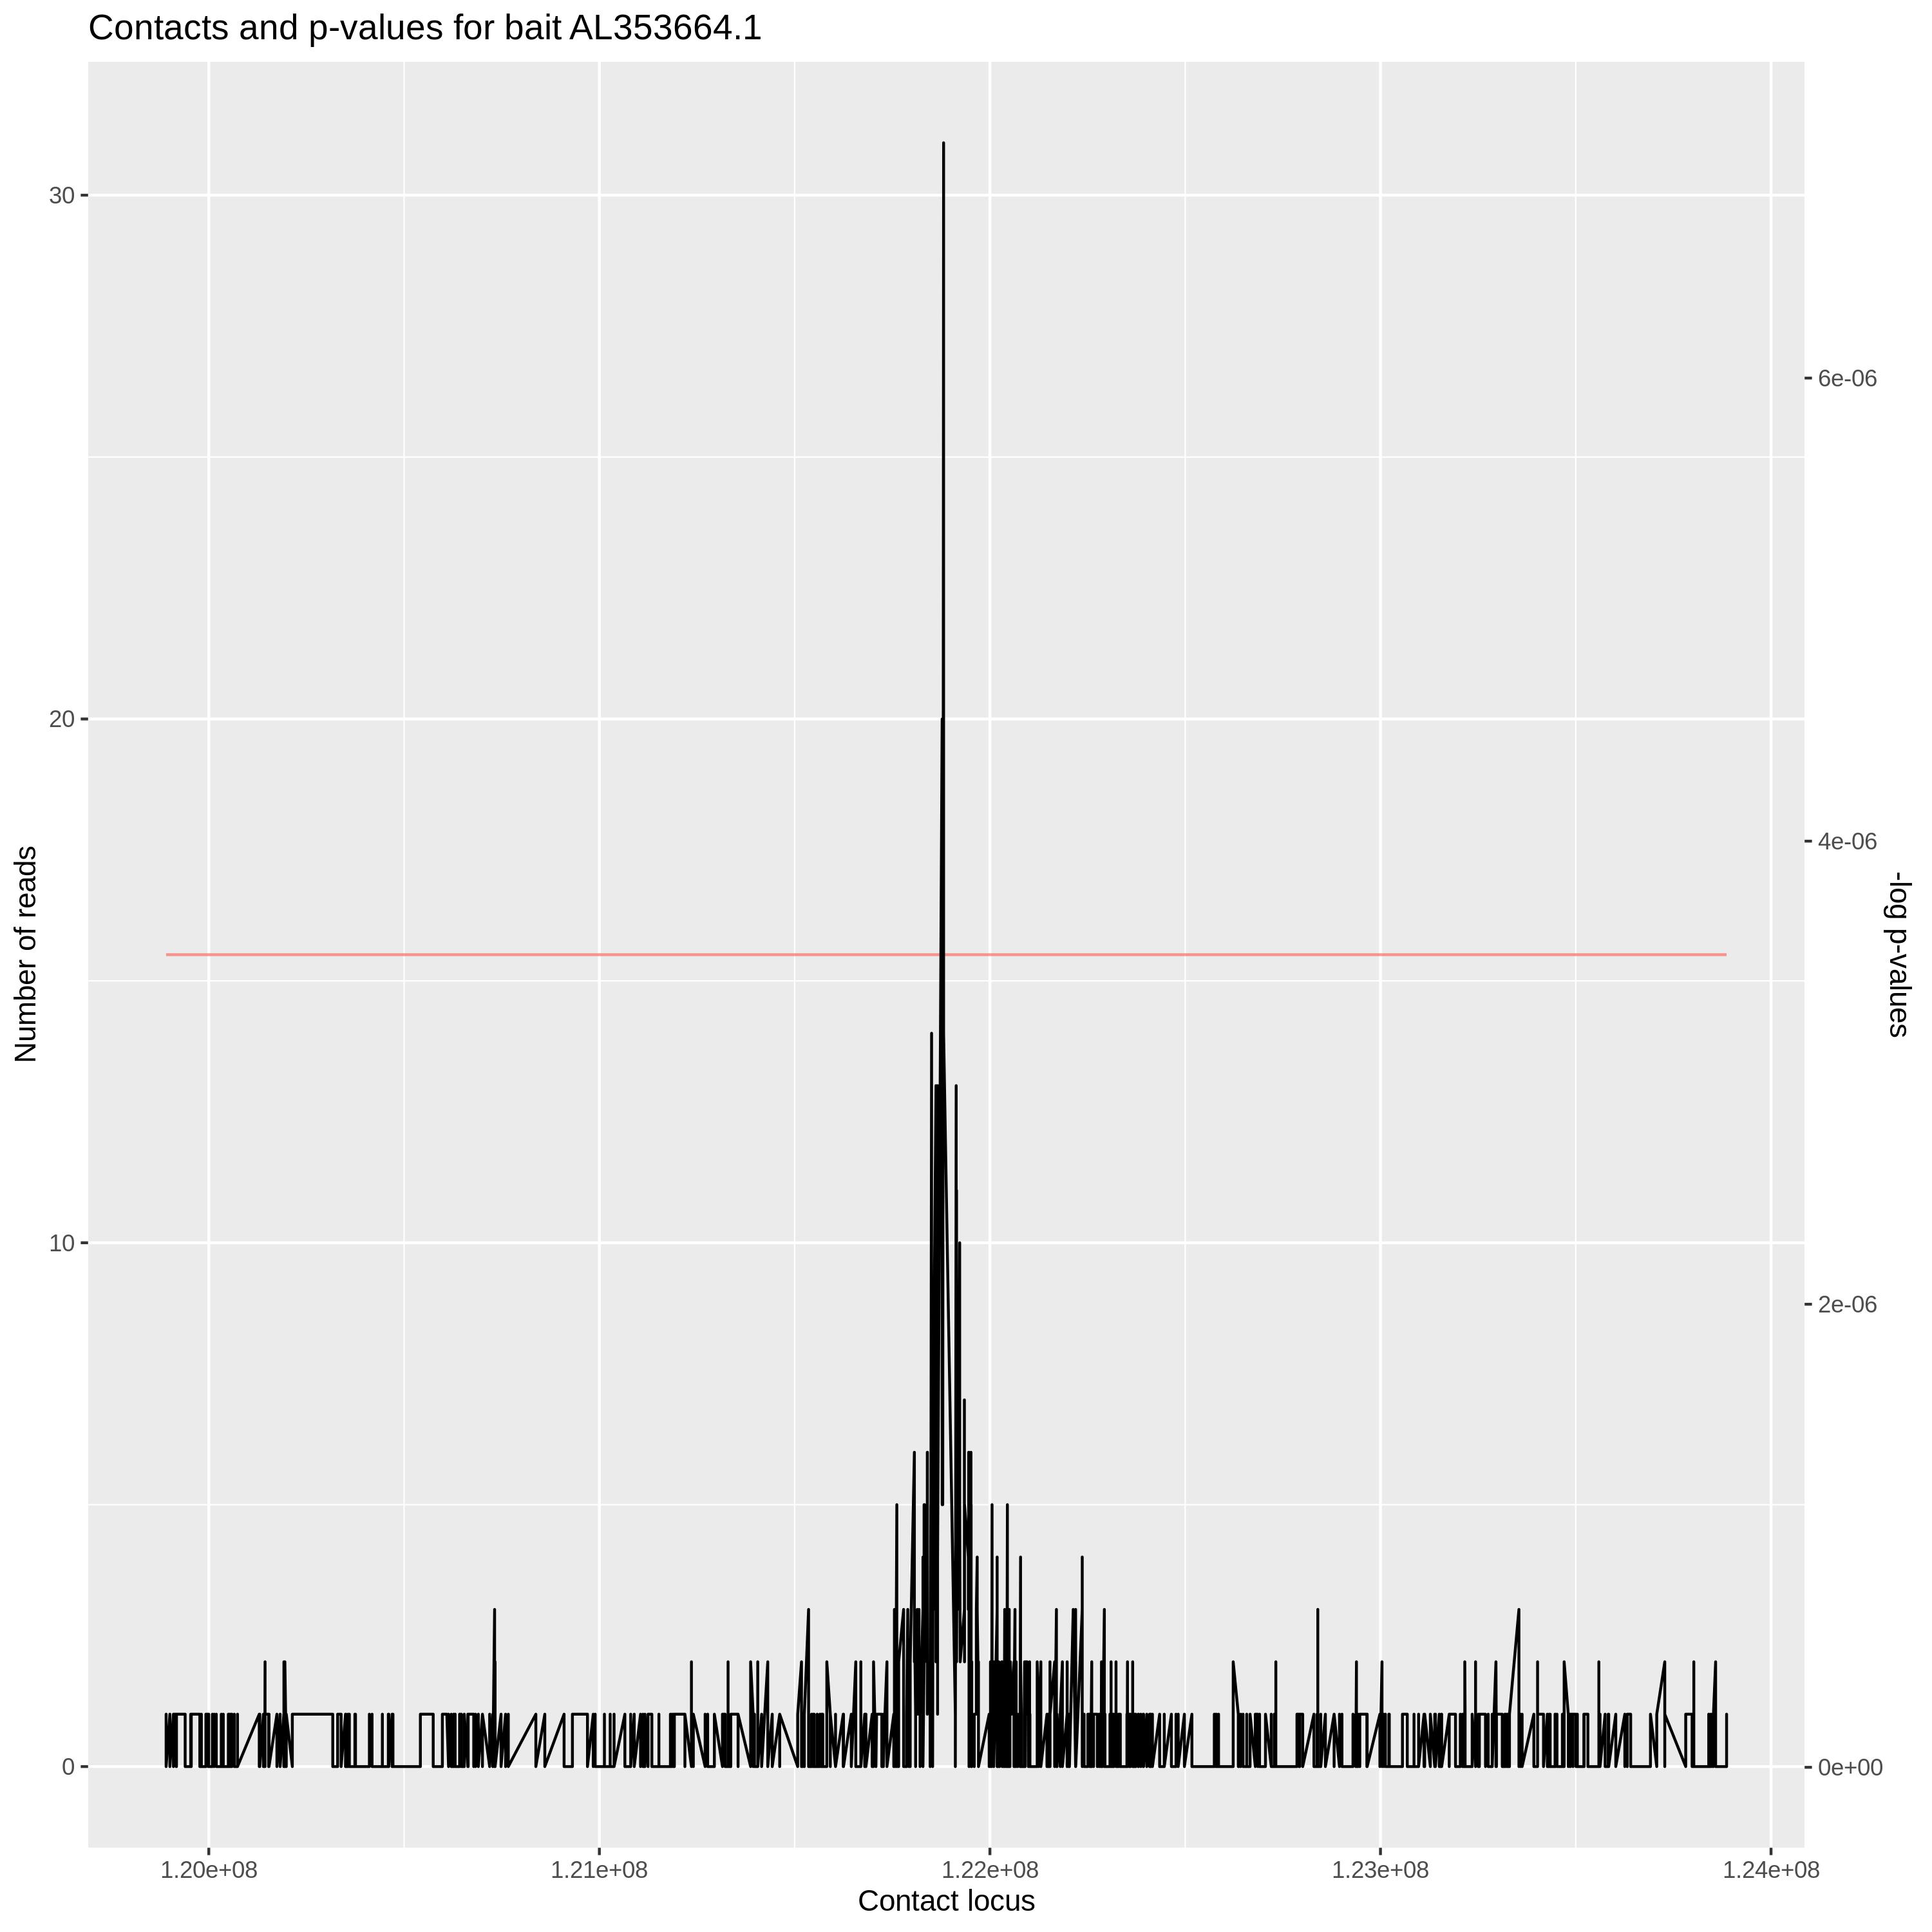 Contacts and p-values for bait AL353664.1
30
20
10
0
Number of reads
6e-06
4e-06
2e-06
0e+00
-log p-values
1.20e+08
1.21e+08
1.22e+08
1.23e+08
1.24e+08
Contact locus